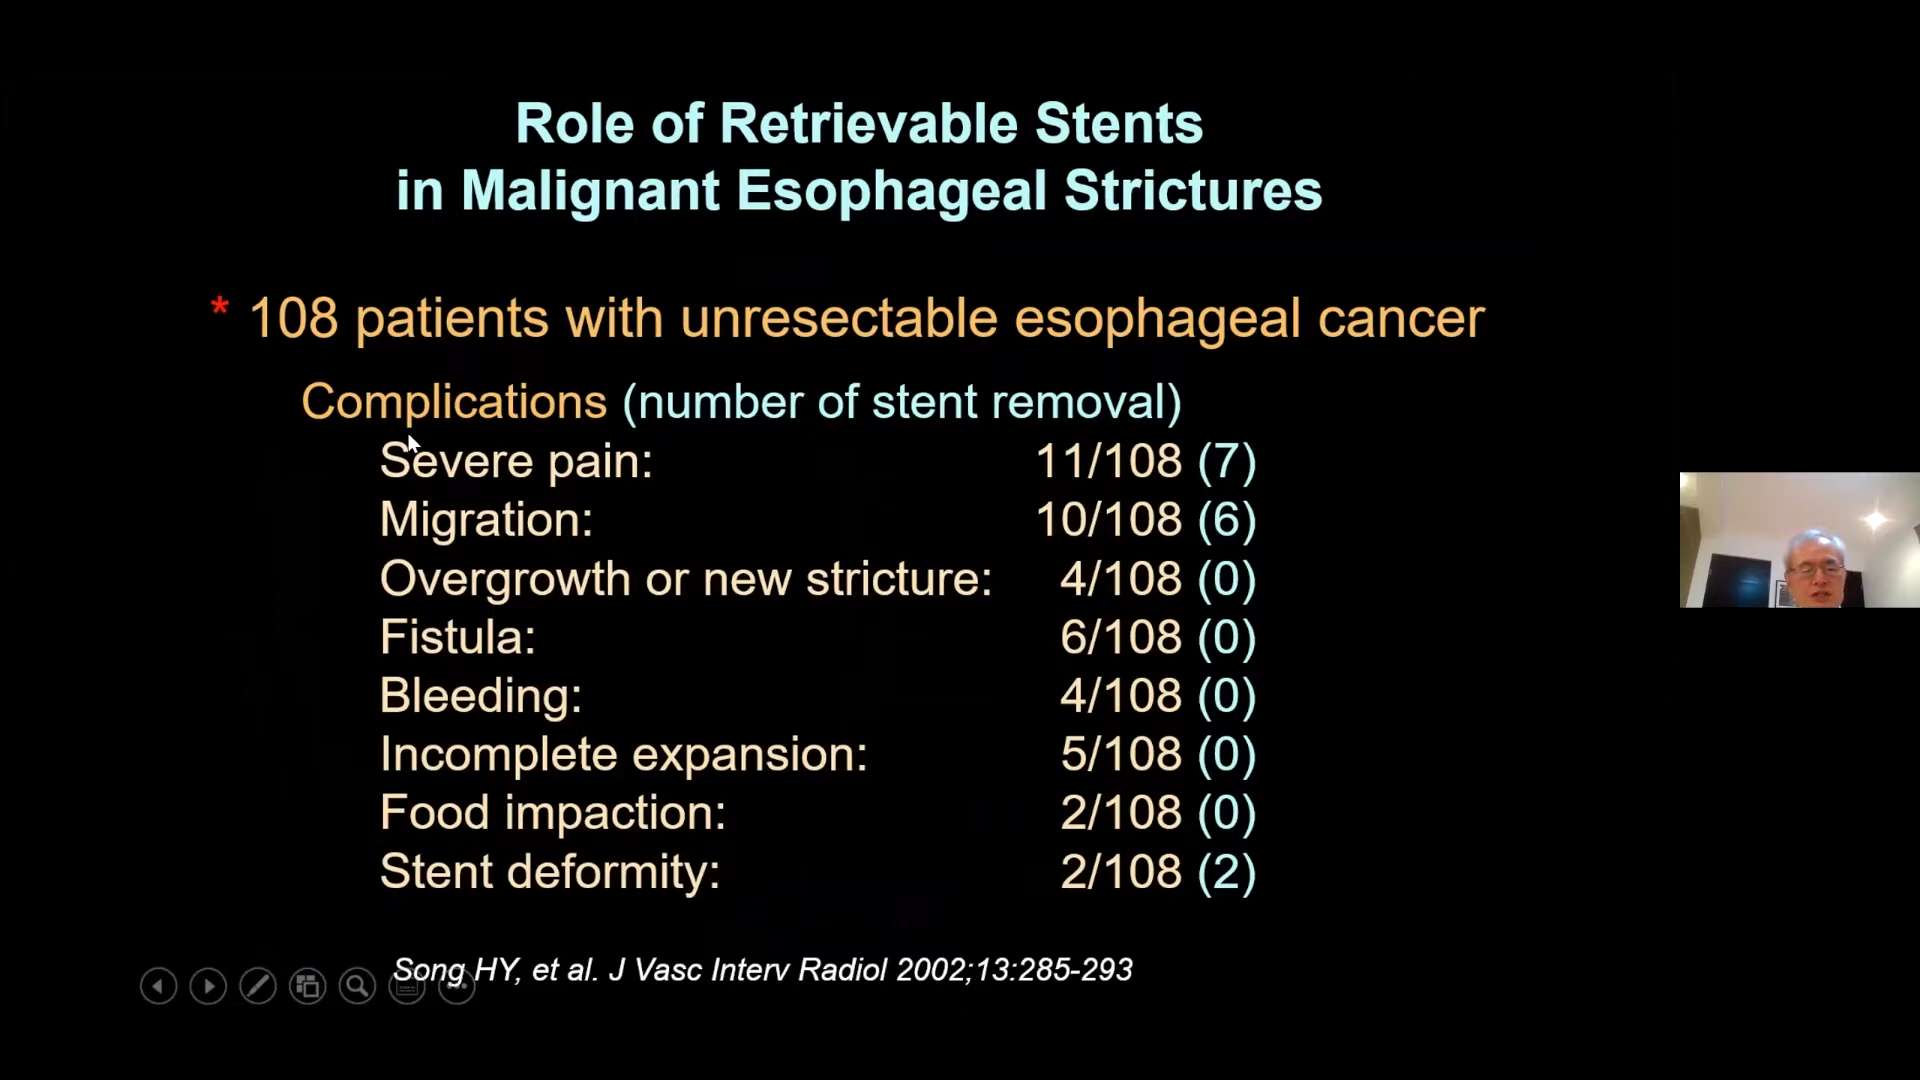 Role of Retrievable Stents
in Malignant Esophageal Strictures
* 108 patients with unresectable esophageal cancer
Complications (number of stent removal)
Severe pain: 11/108 (7)
Migration: 10/108 (6)
Overgrowth or new stricture: 4/108 (0)
Fistula: 6/108 (0)
Bleeding: 4/108 (0)
Incomplete expansion: 5/108 (0)
Food impaction: 2/108 (0)
Stent deformity: 2/108 (2)
Song HY, et al. J Vasc Interv Radiol 2002;13:285-293